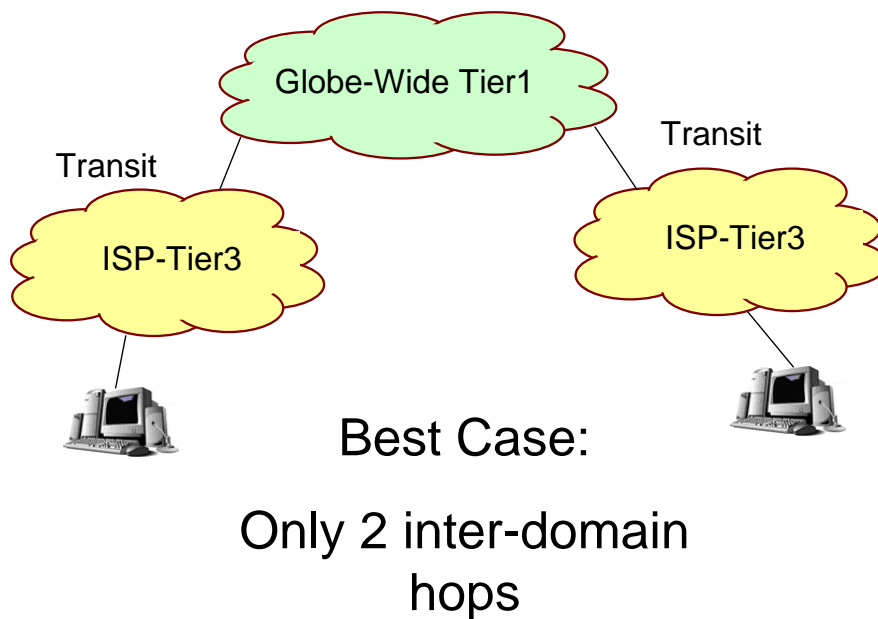 Globe-Wide Tier1
Transit
Transit
ISP-Tier3
ISP-Tier3
Best Case:
Only 2 inter-domain
hops